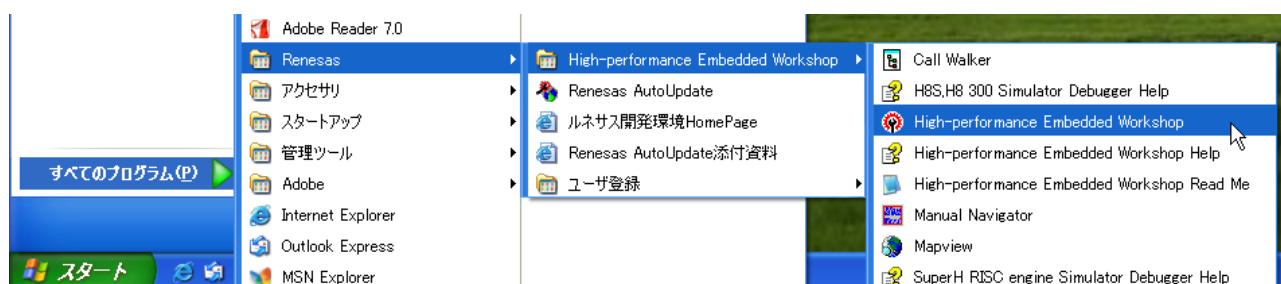 Adobe Reader 7.0
Renesas
アクセサリ
スタートアップ
管理ツール
Adobe
Internet Explorer
Outlook Express
MSN Explorer
High-performance Embedded Workshop
Renesas AutoUpdate
ルネサス開発環境HomePage
Renesas AutoUpdate添付資料
ユーザ登録
Call Walker
H8S,H8 300 Simulator Debugger Help
High-performance Embedded Workshop
High-performance Embedded Workshop Help
High-performance Embedded Workshop Read Me
Manual Navigator
Mapview
SuperH RISC engine Simulator Debugger Help
すべてのプログラム(P)
スタート